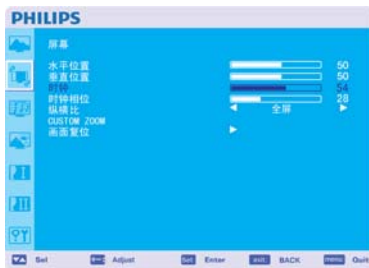 PHILIPS
屏幕
水平位置 50
垂直位置 50
时钟 54
时钟相位 28
纵横比 全屏
CUSTOM ZOOM
画面复位
Sel Adjust Set Enter exit BACK menu Quit